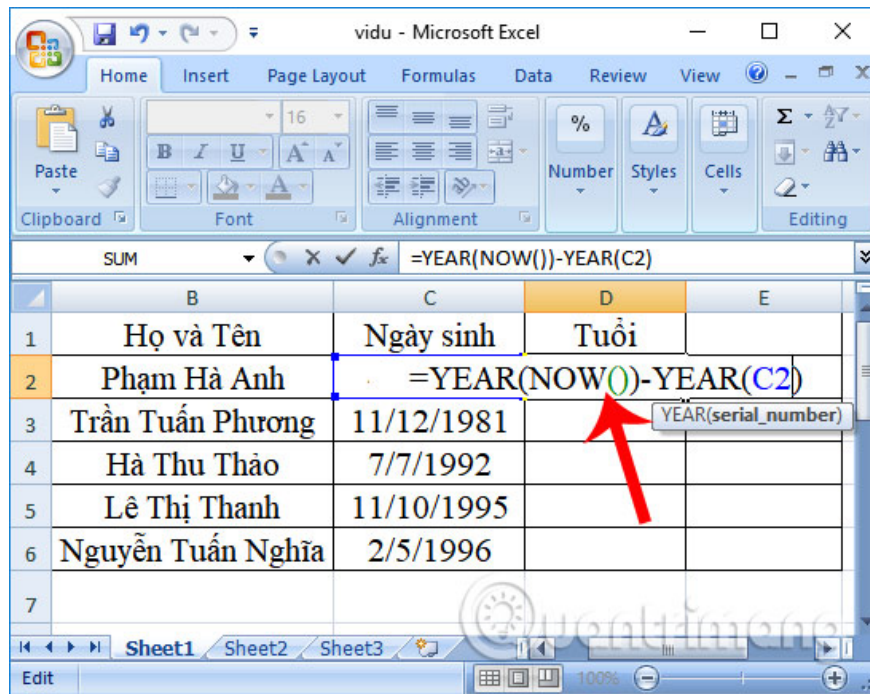 vidu - Microsoft Excel
Home Insert Page Layout Formulas Data Review View
16
B I U A A
% A Σ
Paste Number Styles Cells
Clipboard Font Alignment Editing
SUM fx =YEAR(NOW())-YEAR(C2)
B C D E
1 Họ và Tên Ngày sinh Tuổi
2 Phạm Hà Anh =YEAR(NOW())-YEAR(C2)
YEAR(serial_number)
3 Trần Tuấn Phương 11/12/1981
4 Hà Thu Thảo 7/7/1992
5 Lê Thị Thanh 11/10/1995
6 Nguyễn Tuấn Nghĩa 2/5/1996
7
Quantrimang
Sheet1 Sheet2 Sheet3
Edit 100%